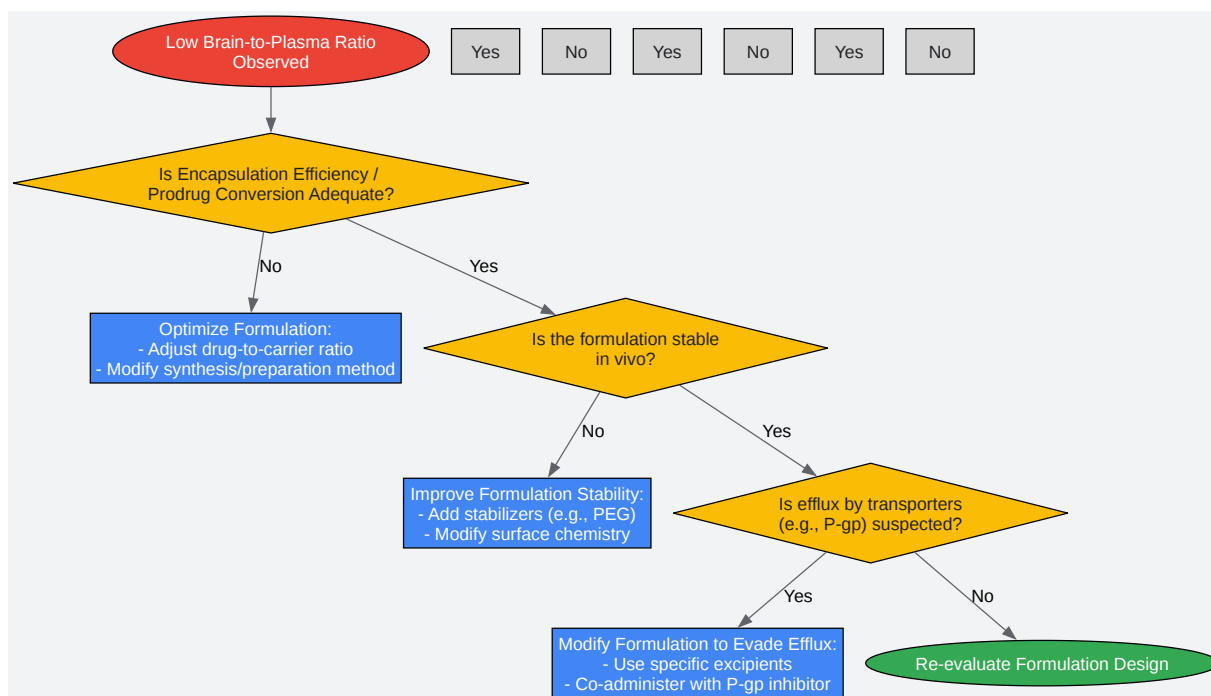 Low Brain-to-Plasma Ratio
Observed
Yes
No
Yes
No
Yes
No
Is Encapsulation Efficiency /
Prodrug Conversion Adequate?
No
Yes
Optimize Formulation:
- Adjust drug-to-carrier ratio
- Modify synthesis/preparation method
Is the formulation stable
in vivo?
No
Yes
Improve Formulation Stability:
- Add stabilizers (e.g., PEG)
- Modify surface chemistry
Is efflux by transporters
(e.g., P-gp) suspected?
Yes
No
Modify Formulation to Evade Efflux:
- Use specific excipients
- Co-administer with P-gp inhibitor
Re-evaluate Formulation Design